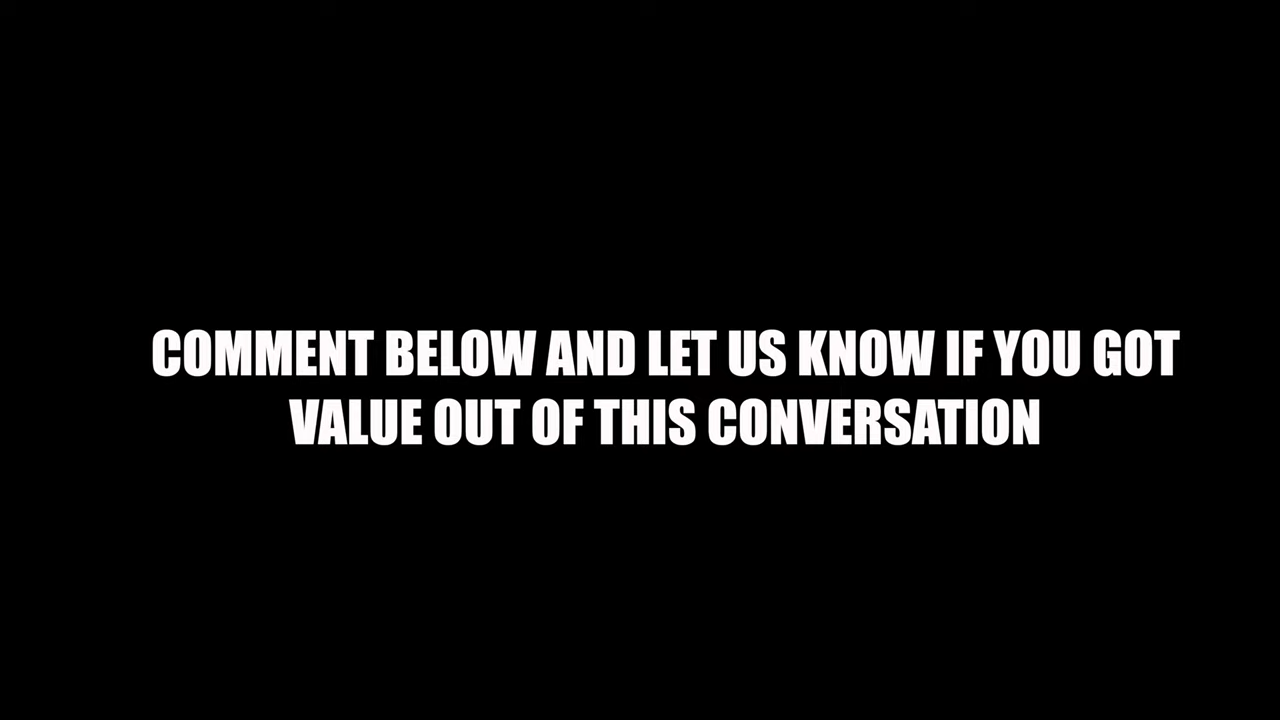 COMMENT BELOW AND LET US KNOW IF YOU GOT
VALUE OUT OF THIS CONVERSATION